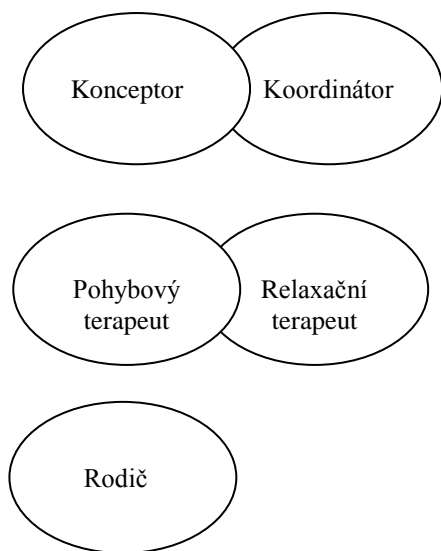 Konceptor
Koordinátor
Pohybový
terapeut
Relaxační
terapeut
Rodič